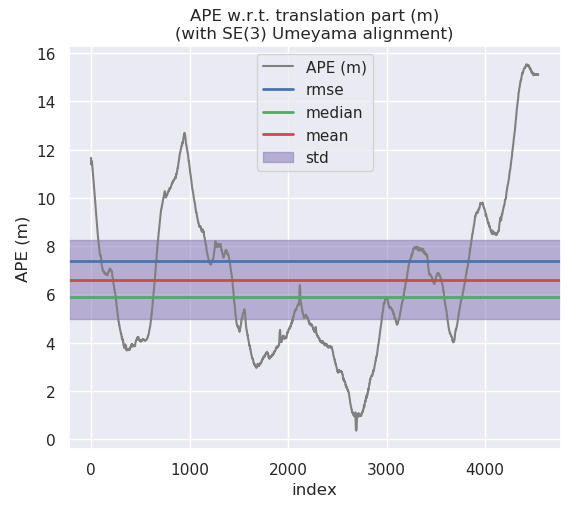 APE w.r.t. translation part (m)
(with SE(3) Umeyama alignment)
16
14
12
10
8
6
4
2
0
APE (m)
APE (m)
rmse
median
mean
std
0
1000
2000
3000
4000
index